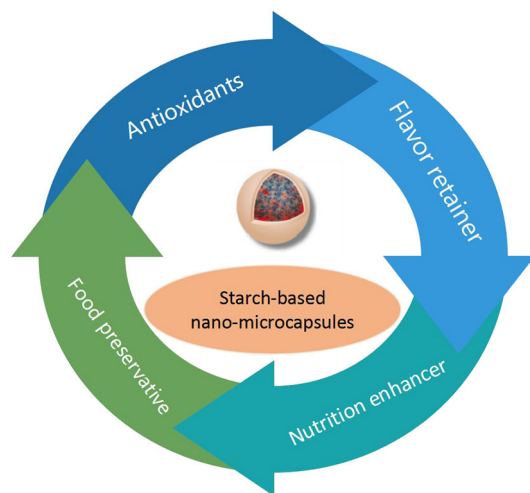 Antioxidants
Flavor retainer
Starch-based
nano-microcapsules
Nutrition enhancer
Food preservative